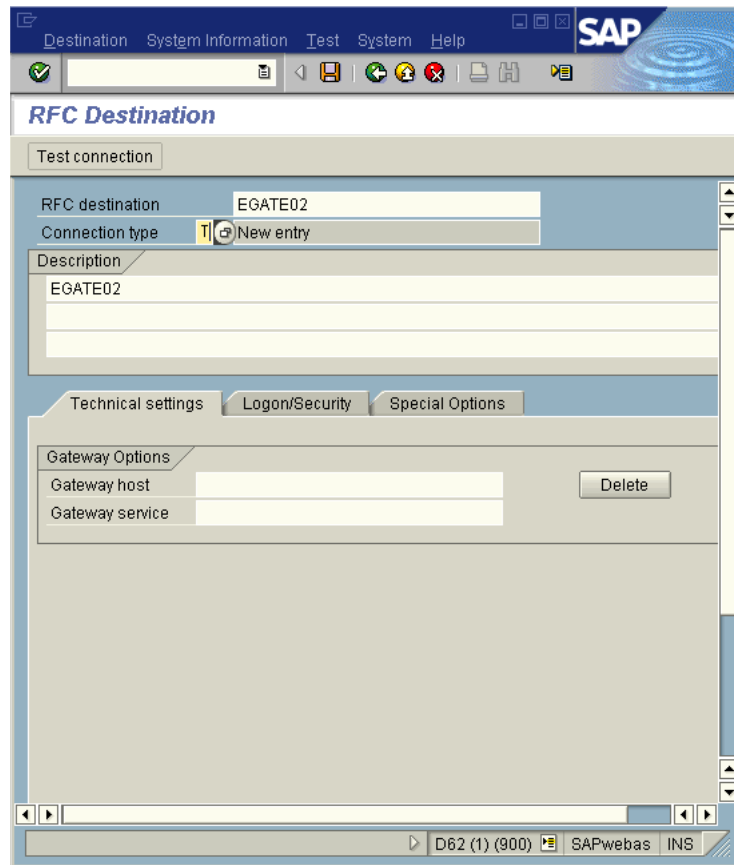 Destination System Information Test System Help
SAP
RFC Destination
Test connection
RFC destination EGATE02
Connection type T New entry
Description
EGATE02
Technical settings Logon/Security Special Options
Gateway Options
Gateway host Delete
Gateway service
D62 (1) (900) SAPwebas INS